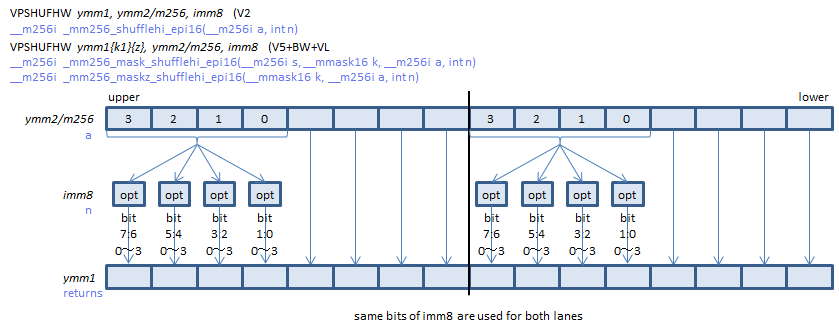 VPSHUFHW ymm1, ymm2/m256, imm8 (V2
__m256i _mm256_shufflehi_epi16(__m256i a, int n)
VPSHUFHW ymm1{k1}{z}, ymm2/m256, imm8 (V5+BW+VL
__m256i _mm256_mask_shufflehi_epi16(__m256i s, __mmask16 k, __m256i a, int n)
__m256i _mm256_maskz_shufflehi_epi16(__mmask16 k, __m256i a, int n)
upper lower
ymm2/m256 3 2 1 0 3 2 1 0
a
imm8 opt opt opt opt opt opt opt opt
n bit bit bit bit bit bit bit bit
7:6 5:4 3:2 1:0 7:6 5:4 3:2 1:0
0～3 0～3 0～3 0～3 0～3 0～3 0～3 0～3
ymm1
returns
same bits of imm8 are used for both lanes